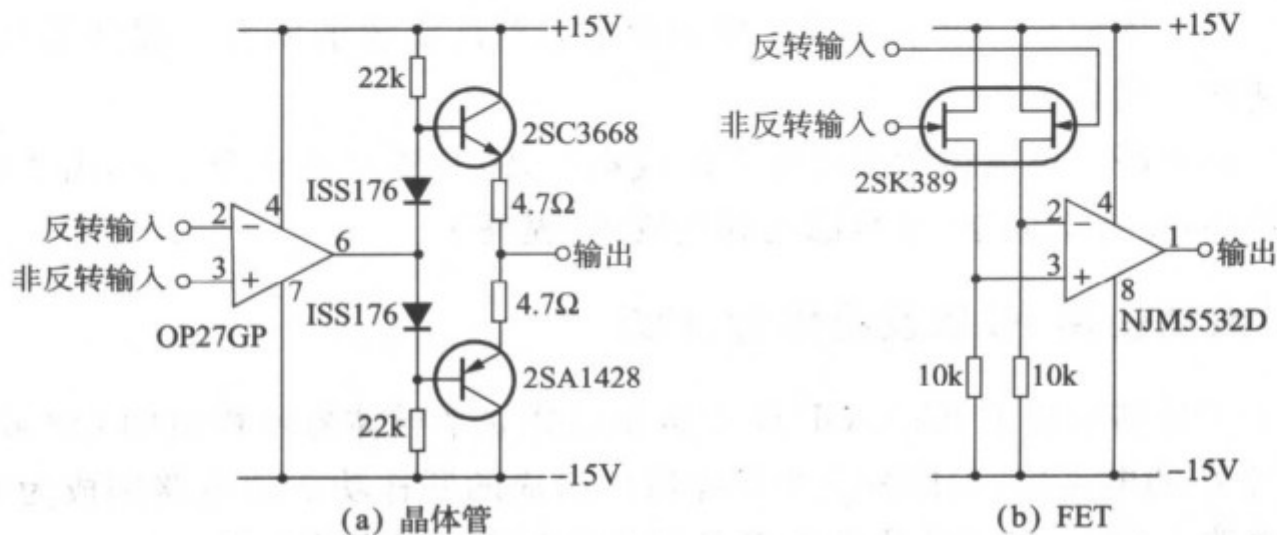 +15V
22k
2SC3668
ISS176
4.7Ω
反转输入
2
−
4
6
输出
非反转输入
3
+
7
ISS176
4.7Ω
OP27GP
2SA1428
22k
−15V
(a) 晶体管
+15V
反转输入
非反转输入
2SK389
4
2
−
1
输出
3
+
8
NJM5532D
10k
10k
−15V
(b) FET